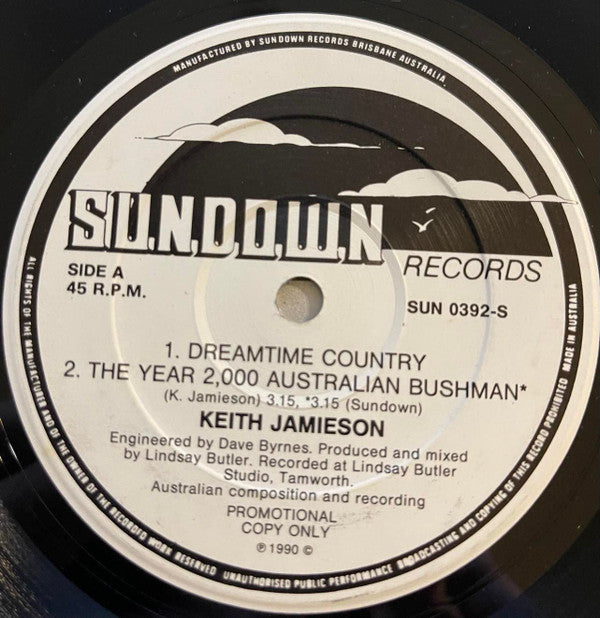 MANUFACTURED BY SUNDOWN RECORDS BRISBANE AUSTRALIA
S.U.N.D.O.W.N
RECORDS
SIDE A
45 R.P.M.
SUN 0392-S
1. DREAMTIME COUNTRY
2. THE YEAR 2,000 AUSTRALIAN BUSHMAN*
(K. Jamieson) 3.15, *3.15 (Sundown)
KEITH JAMIESON
Engineered by Dave Byrnes. Produced and mixed
by Lindsay Butler. Recorded at Lindsay Butler
Studio, Tamworth.
Australian composition and recording
PROMOTIONAL
COPY ONLY
℗ 1990 ©
ALL RIGHTS OF THE MANUFACTURER AND OF THE OWNER OF THE RECORDED WORK RESERVED UNAUTHORISED PUBLIC PERFORMANCE BROADCASTING AND COPYING OF THIS RECORD PROHIBITED MADE IN AUSTRALIA